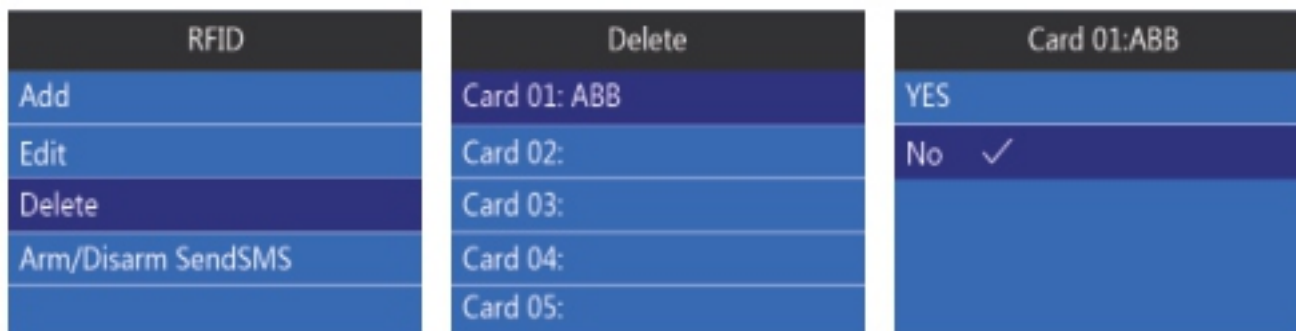 RFID
Add
Edit
Delete
Arm/Disarm SendSMS
Delete
Card 01: ABB
Card 02:
Card 03:
Card 04:
Card 05:
Card 01:ABB
YES
No ✓